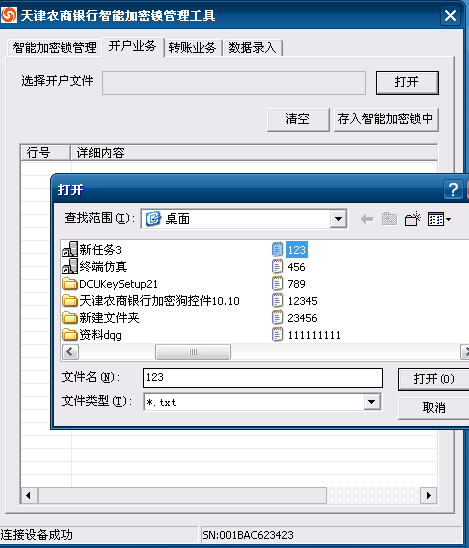 天津农商银行智能加密锁管理工具
智能加密锁管理 开户业务 转账业务 数据录入
选择开户文件 打开
清空 存入智能加密锁中
行号 详细内容
打开 ?
查找范围(I): 桌面
新任务3 123
终端仿真 456
DCUKeySetup21 789
天津农商银行加密狗控件10.10 12345
新建文件夹 23456
资料dqg 111111111
文件名(N): 123 打开(O)
文件类型(T): *.txt 取消
连接设备成功 SN:001BAC623423